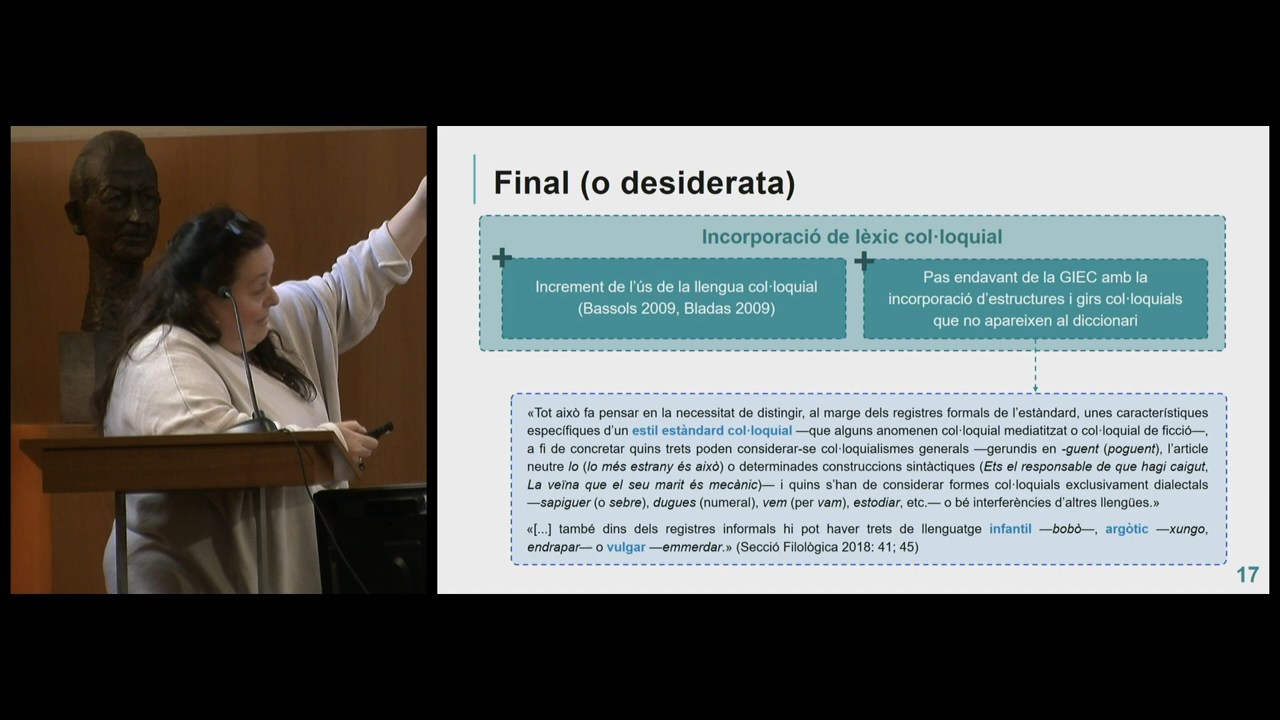 Final (o desiderata)
Incorporació de lèxic col·loquial
Increment de l’ús de la llengua col·loquial
(Bassols 2009, Bladas 2009)
Pas endavant de la GIEC amb la
incorporació d’estructures i girs col·loquials
que no apareixen al diccionari
«Tot això fa pensar en la necessitat de distingir, al marge dels registres formals de l’estàndard, unes característiques
específiques d’un estil estàndard col·loquial —que alguns anomenen col·loquial mediatitzat o col·loquial de ficció—,
a fi de concretar quins trets poden considerar-se col·loquialismes generals —gerundis en -guent (poguent), l’article
neutre lo (lo més estrany és això) o determinades construccions sintàctiques (Ets el responsable de que hagi caigut,
La veïna que el seu marit és mecànic)— i quins s’han de considerar formes col·loquials exclusivament dialectals
—sapiguer (o sebre), dugues (numeral), vem (per vam), estodiar, etc.— o bé interferències d’altres llengües.»
«[...] també dins dels registres informals hi pot haver trets de llenguatge infantil —bobò—, argòtic —xungo,
endrapar— o vulgar —emmerdar.» (Secció Filològica 2018: 41; 45)
17